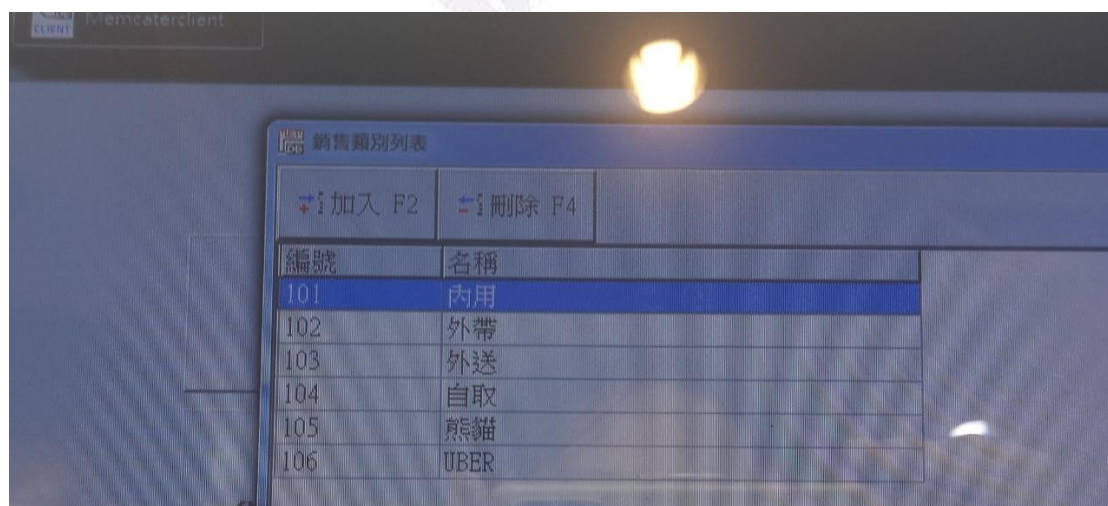 CLIENT
Memcaterclient
銷售類別列表
加入 F2 刪除 F4
編號 名稱
101 內用
102 外帶
103 外送
104 自取
105 熊貓
106 UBER